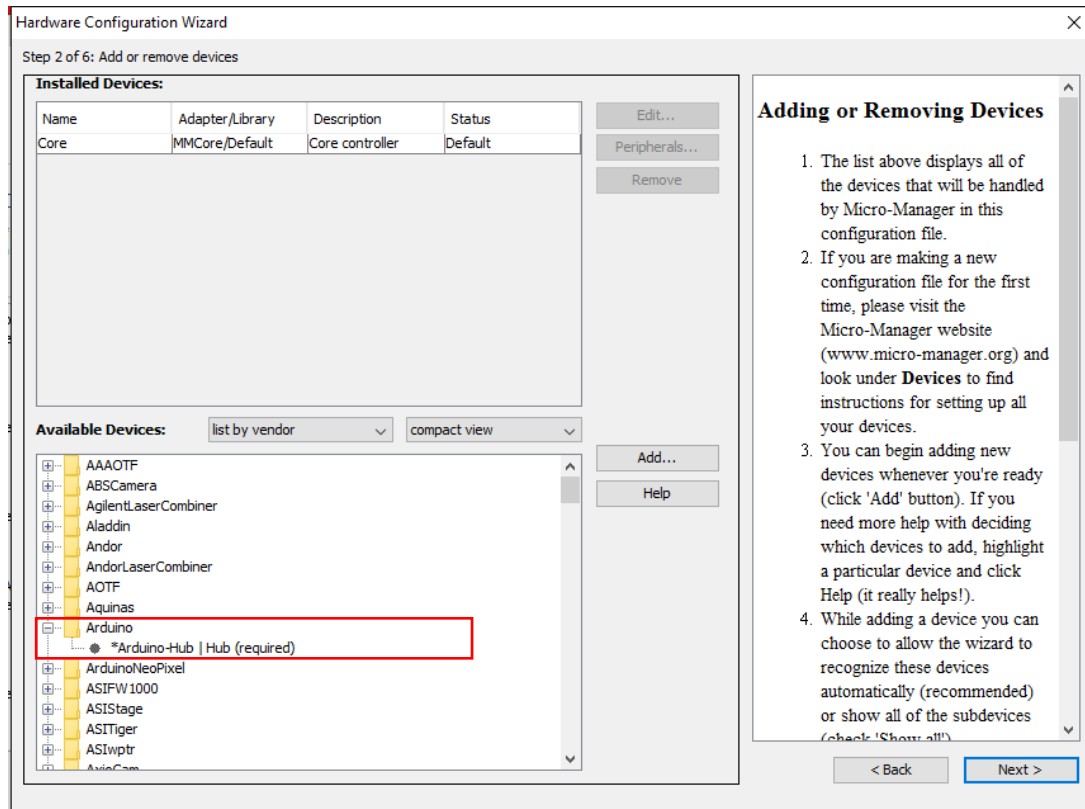 Hardware Configuration Wizard
Step 2 of 6: Add or remove devices
Installed Devices:
Name Adapter/Library Description Status
Core MMCore/Default Core controller Default
Edit...
Peripherals...
Remove
Available Devices: list by vendor compact view
AAAOTF
ABSCamera
AgilentLaserCombiner
Aladdin
Andor
AndorLaserCombiner
AOTF
Aquinas
Arduino
*Arduino-Hub | Hub (required)
ArduinoNeoPixel
ASIFW1000
ASIStage
ASITiger
ASIwptr
AxioCam
Add...
Help
Adding or Removing Devices
1. The list above displays all of
the devices that will be handled
by Micro-Manager in this
configuration file.
2. If you are making a new
configuration file for the first
time, please visit the
Micro-Manager website
(www.micro-manager.org) and
look under Devices to find
instructions for setting up all
your devices.
3. You can begin adding new
devices whenever you're ready
(click 'Add' button). If you
need more help with deciding
which devices to add, highlight
a particular device and click
Help (it really helps!).
4. While adding a device you can
choose to allow the wizard to
recognize these devices
automatically (recommended)
or show all of the subdevices
(check 'Show all')
< Back
Next >